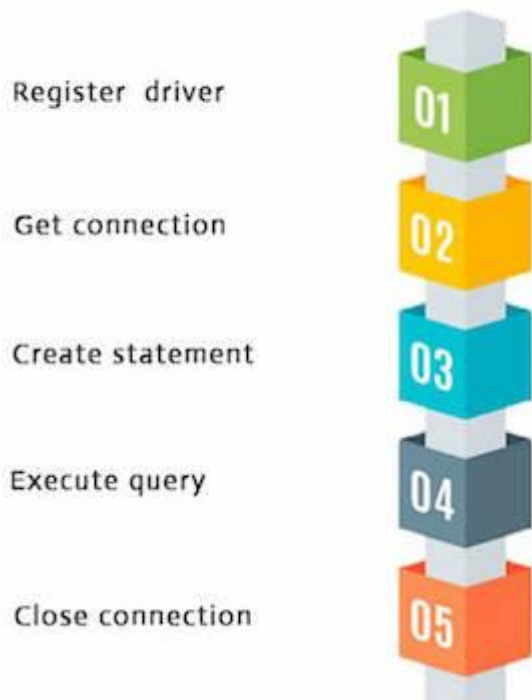 Register driver
01
Get connection
02
Create statement
03
Execute query
04
Close connection
05